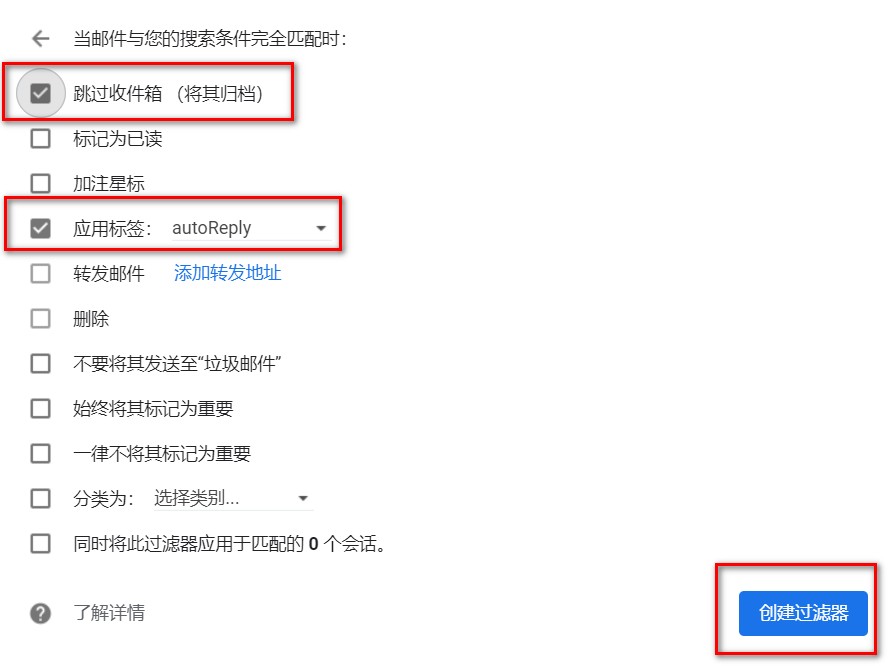 当邮件与您的搜索条件完全匹配时:
跳过收件箱 （将其归档）
标记为已读
加注星标
应用标签: autoReply
转发邮件 添加转发地址
删除
不要将其发送至“垃圾邮件”
始终将其标记为重要
一律不将其标记为重要
分类为: 选择类别...
同时将此过滤器应用于匹配的 0 个会话。
? 了解详情
创建过滤器